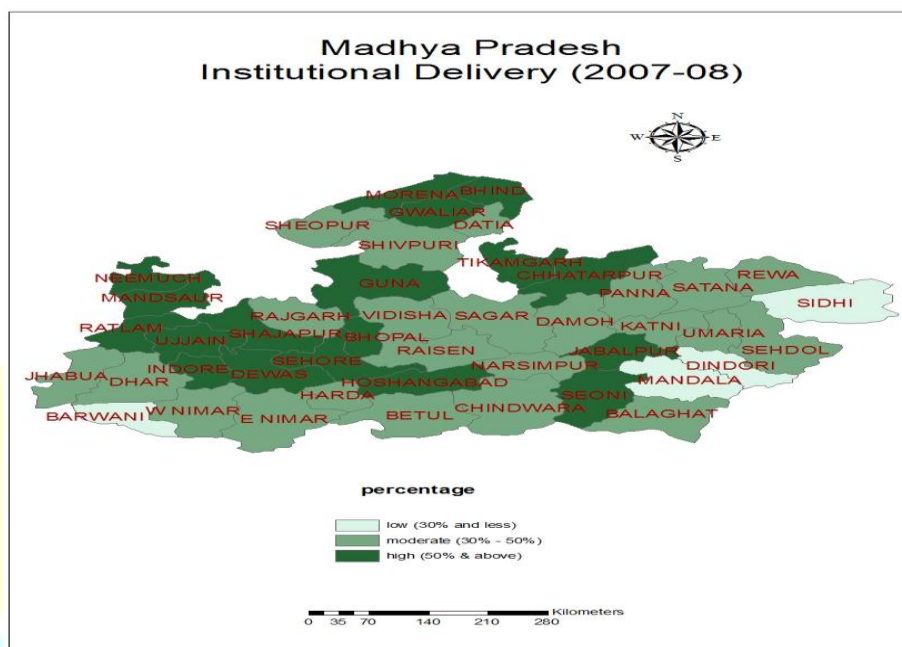 Madhya Pradesh
Institutional Delivery (2007-08)
N
W E
S
MORENA
BHIND
GWALIAR
SHEOPUR
DATIA
SHIVPURI
TIKAMGARH
CHHATARPUR
REWA
NEEMUCH
GUNA
PANNA
SATANA
MANDSAUR
SIDHI
RAJGARH
VIDISHA
SAGAR
DAMOH
KATNI
RATLAM
SHAJAPUR
UMARIA
UJJAIN
BHOPAL
RAISEN
JABALPUR
SEHDOL
SEHORE
NARSIMPUR
DINDORI
INDORE
DEWAS
JHABUA
DHAR
HOSHANGABAD
MANDALA
HARDA
SEONI
BARWANI
W NIMAR
E NIMAR
BETUL
CHINDWARA
BALAGHAT
percentage
low (30% and less)
moderate (30% - 50%)
high (50% & above)
Kilometers
0 35 70 140 210 280